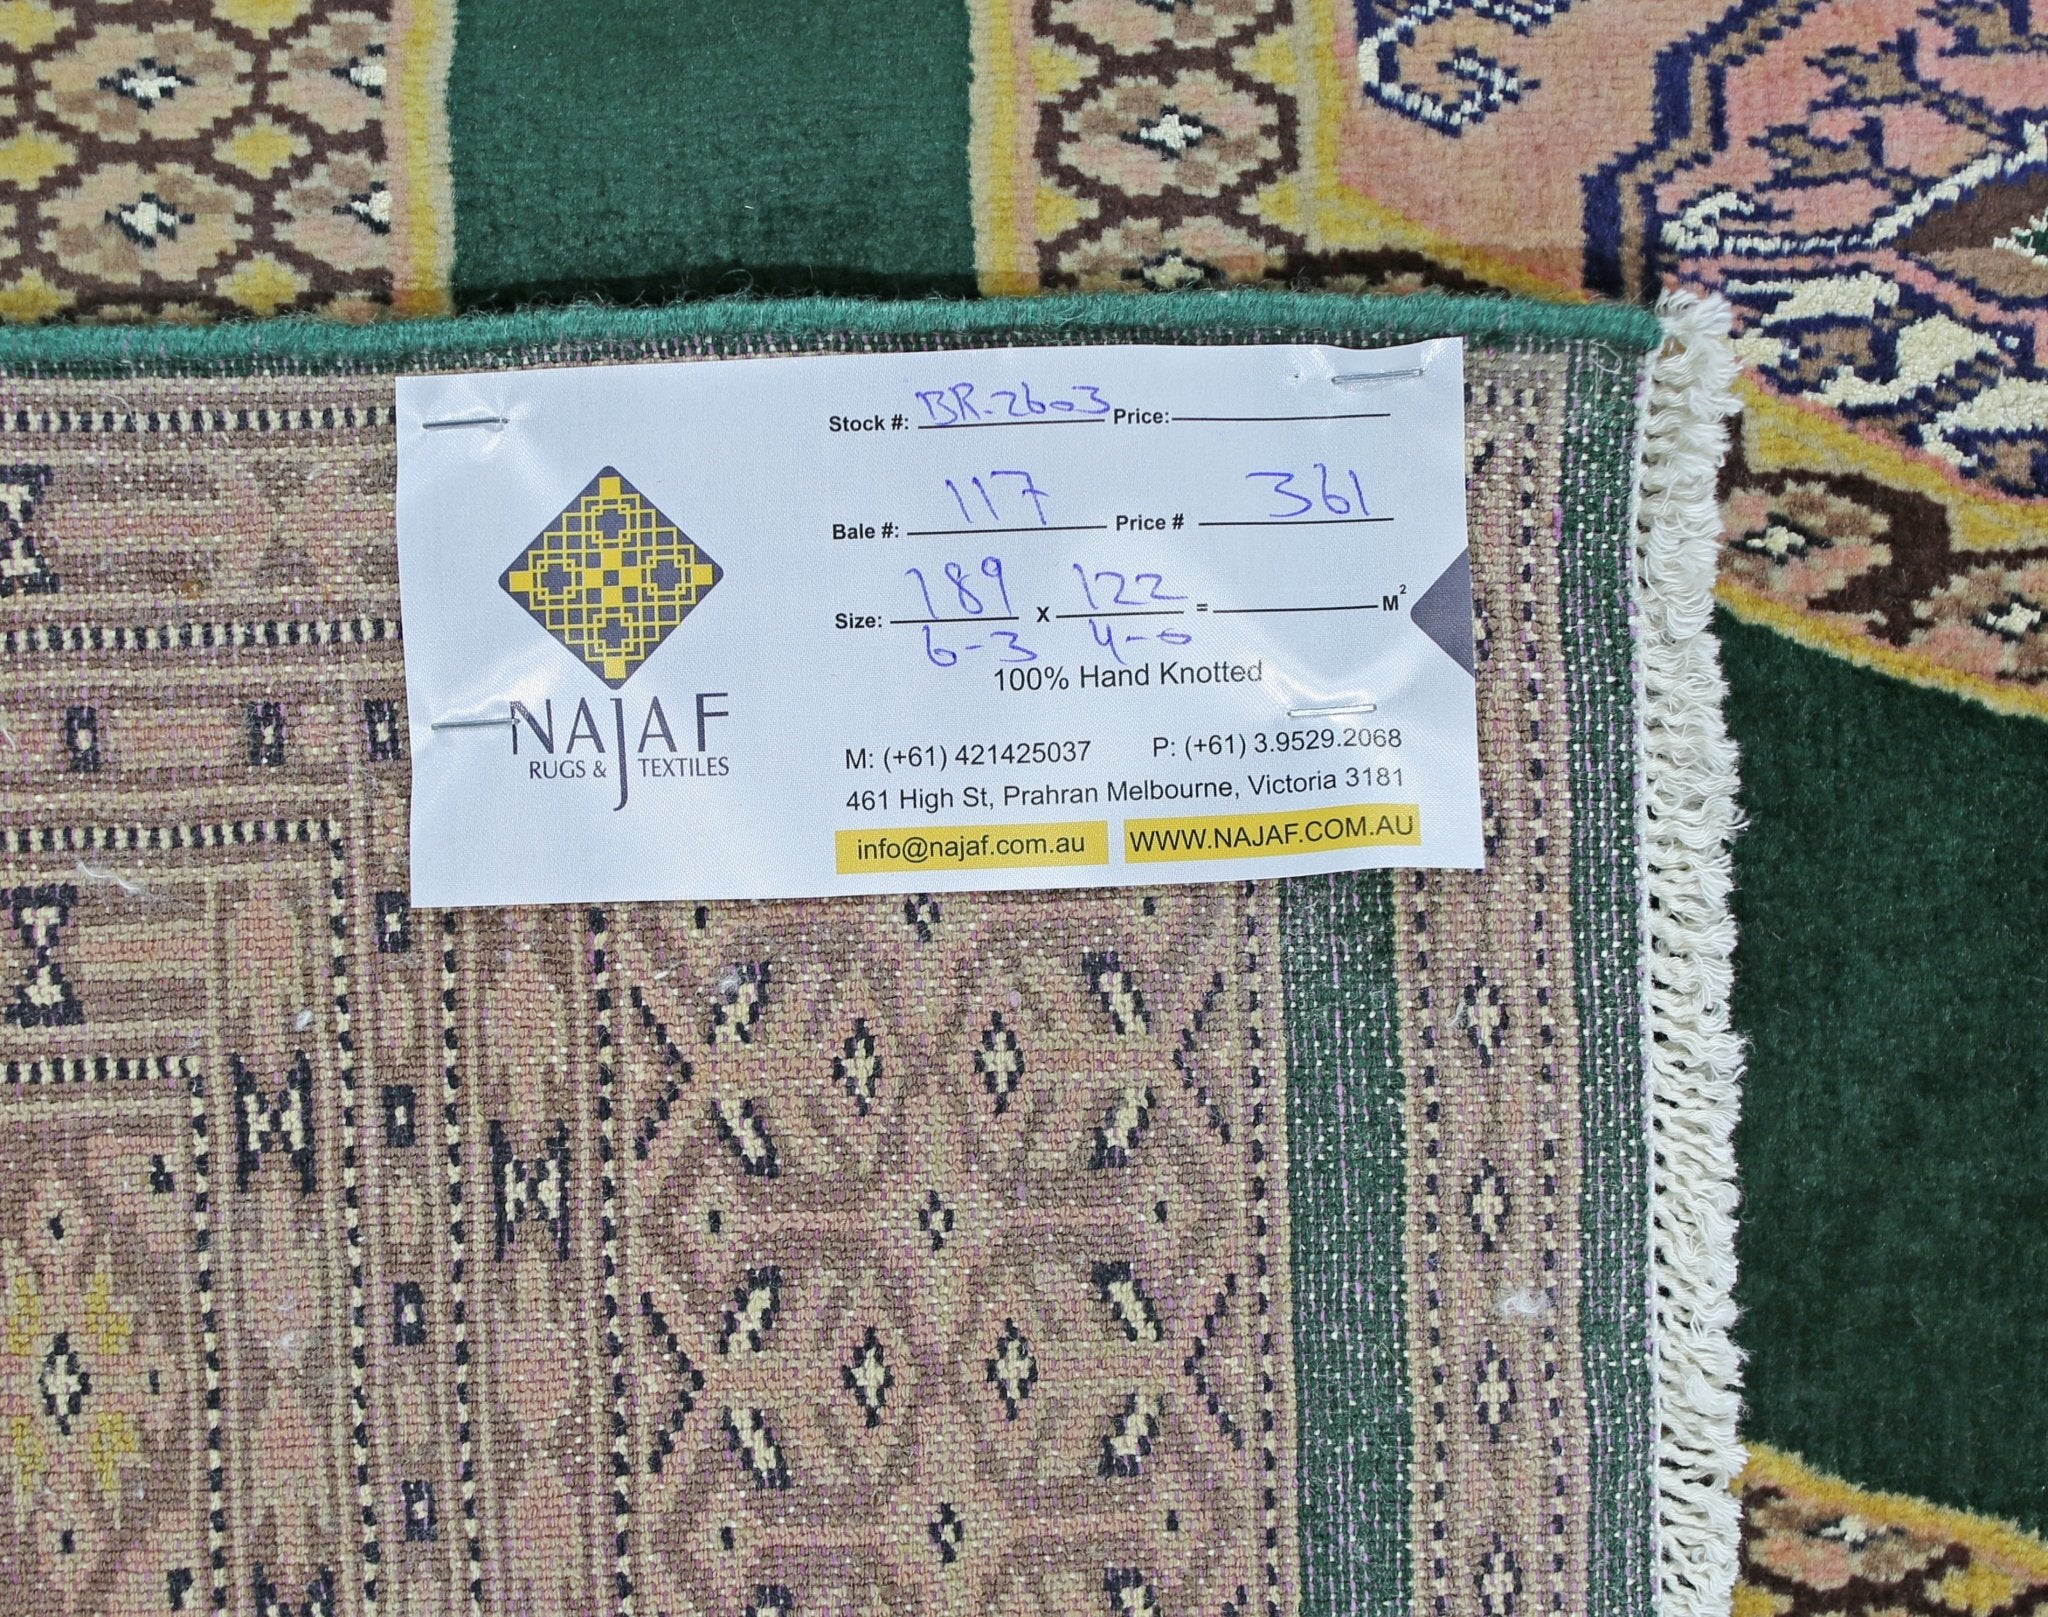 NAJAF
RUGS & TEXTILES
Stock #: BR-2603 Price:
Bale #: 117 Price # 361
Size: 189 x 122 = M²
6-3 4-0
100% Hand Knotted
M: (+61) 421425037 P: (+61) 3.9529.2068
461 High St, Prahran Melbourne, Victoria 3181
info@najaf.com.au WWW.NAJAF.COM.AU